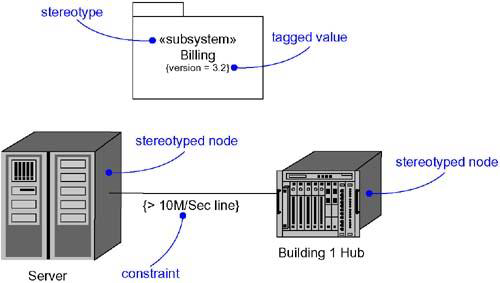 stereotype
«subsystem»
tagged value
Billing
{version = 3.2}
stereotyped node
stereotyped node
{> 10M/Sec line}
Building 1 Hub
Server
constraint